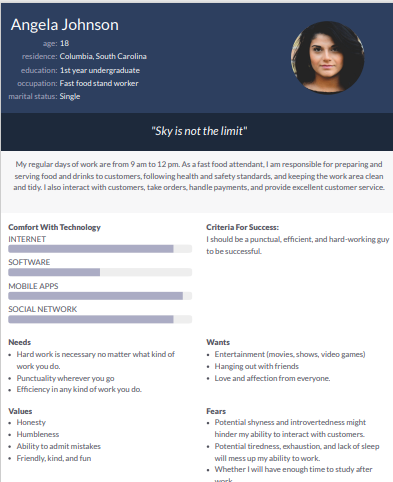 Angela Johnson
age: 18
residence: Columbia, South Carolina
education: 1st year undergraduate
occupation: Fast food stand worker
marital status: Single
"Sky is not the limit"
My regular days of work are from 9 am to 12 pm. As a fast food attendant, I am responsible for preparing and
serving food and drinks to customers, following health and safety standards, and keeping the work area clean
and tidy. I also interact with customers, take orders, handle payments, and provide excellent customer service.
Comfort With Technology
INTERNET
SOFTWARE
MOBILE APPS
SOCIAL NETWORK
Criteria For Success:
I should be a punctual, efficient, and hard-working guy
to be successful.
Needs
• Hard work is necessary no matter what kind of
work you do.
• Punctuality wherever you go
• Efficiency in any kind of work you do.
Wants
• Entertainment (movies, shows, video games)
• Hanging out with friends
• Love and affection from everyone.
Values
• Honesty
• Humbleness
• Ability to admit mistakes
• Friendly, kind, and fun
Fears
• Potential shyness and introvertedness might
hinder my ability to interact with customers.
• Potential tiredness, exhaustion, and lack of sleep
will mess up my ability to work.
• Whether I will have enough time to study after
work